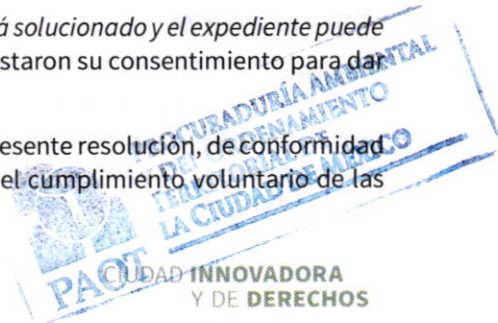 á solucionado y el expediente puede
staron su consentimiento para dar
esente resolución, de conformidad
el cumplimiento voluntario de las
PROCURADURÍA AMBIENTAL
Y DEL ORDENAMIENTO
TERRITORIAL DE
LA CIUDAD DE MÉXICO
PAOT
CIUDAD INNOVADORA
Y DE DERECHOS